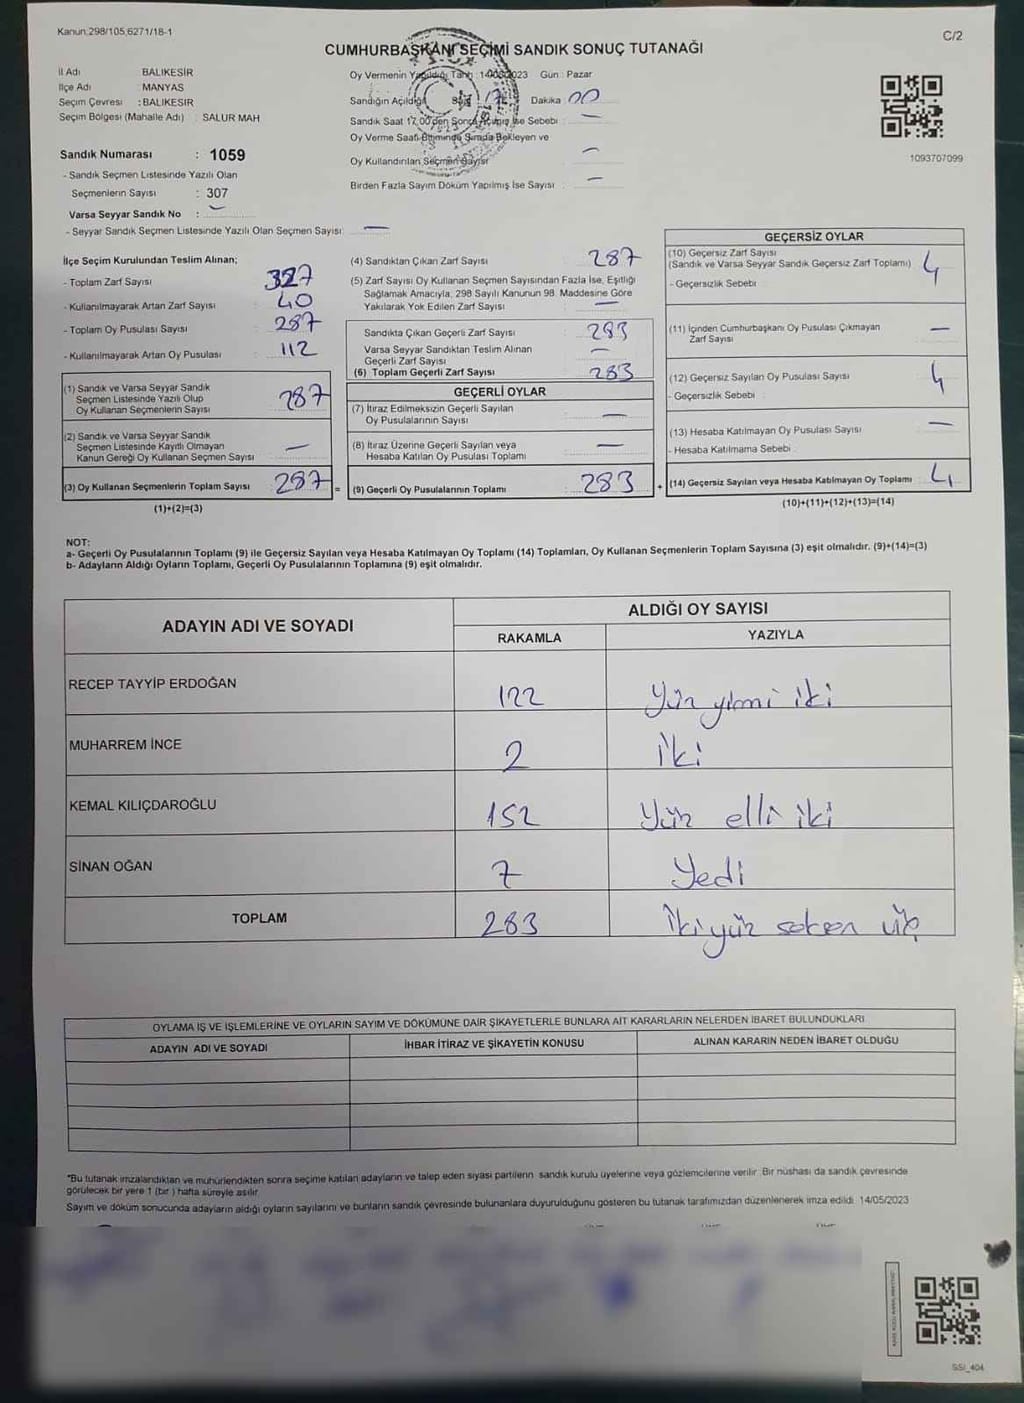 Kanun;298/105;6271/18-1
C/2
CUMHURBAŞKANI SEÇİMİ SANDIK SONUÇ TUTANAĞI
İl Adı BALIKESİR
İlçe Adı MANYAS
Seçim Çevresi : BALIKESİR
Seçim Bölgesi (Mahalle Adı) : SALUR MAH
Sandık Numarası : 1059
- Sandık Seçmen Listesinde Yazılı Olan
Seçmenlerin Sayısı : 307
Varsa Seyyar Sandık No : —
- Seyyar Sandık Seçmen Listesinde Yazılı Olan Seçmen Sayısı: —
Oy Vermenin Yapıldığı Tarih : 14/05/2023 Gün : Pazar
Sandığın Açıldığı Saat 17 Dakika 00
Sandık Saat 17.00'den Sonra Açılmış İse Sebebi : —
Oy Verme Saati Bitiminde Sırada Bekleyen ve
Oy Kullandırılan Seçmen Sayısı —
Birden Fazla Sayım Döküm Yapılmış İse Sayısı : —
1093707099
İlçe Seçim Kurulundan Teslim Alınan;
- Toplam Zarf Sayısı 327
- Kullanılmayarak Artan Zarf Sayısı : 40
- Toplam Oy Pusulası Sayısı 287
- Kullanılmayarak Artan Oy Pusulası 112
(1) Sandık ve Varsa Seyyar Sandık
Seçmen Listesinde Yazılı Olup
Oy Kullanan Seçmenlerin Sayısı 287
(2) Sandık ve Varsa Seyyar Sandık
Seçmen Listesinde Kayıtlı Olmayan
Kanun Gereği Oy Kullanan Seçmen Sayısı —
(3) Oy Kullanan Seçmenlerin Toplam Sayısı 287 =
(1)+(2)=(3)
(4) Sandıktan Çıkan Zarf Sayısı 287
(5) Zarf Sayısı Oy Kullanan Seçmen Sayısından Fazla İse, Eşitliği
Sağlamak Amacıyla, 298 Sayılı Kanunun 98. Maddesine Göre
Yakılarak Yok Edilen Zarf Sayısı —
Sandıkta Çıkan Geçerli Zarf Sayısı 283
Varsa Seyyar Sandıktan Teslim Alınan
Geçerli Zarf Sayısı —
(6) Toplam Geçerli Zarf Sayısı 283
GEÇERLİ OYLAR
(7) İtiraz Edilmeksizin Geçerli Sayılan
Oy Pusulalarının Sayısı —
(8) İtiraz Üzerine Geçerli Sayılan veya
Hesaba Katılan Oy Pusulası Toplamı —
(9) Geçerli Oy Pusulalarının Toplamı 283 +
GEÇERSİZ OYLAR
(10) Geçersiz Zarf Sayısı
(Sandık ve Varsa Seyyar Sandık Geçersiz Zarf Toplamı) 4
- Geçersizlik Sebebi
(11) İçinden Cumhurbaşkanı Oy Pusulası Çıkmayan
Zarf Sayısı —
(12) Geçersiz Sayılan Oy Pusulası Sayısı 4
- Geçersizlik Sebebi :
(13) Hesaba Katılmayan Oy Pusulası Sayısı —
- Hesaba Katılmama Sebebi :
(14) Geçersiz Sayılan veya Hesaba Katılmayan Oy Toplamı 4
(10)+(11)+(12)+(13)=(14)
NOT:
a- Geçerli Oy Pusulalarının Toplamı (9) ile Geçersiz Sayılan veya Hesaba Katılmayan Oy Toplamı (14) Toplamları, Oy Kullanan Seçmenlerin Toplam Sayısına (3) eşit olmalıdır. (9)+(14)=(3)
b- Adayların Aldığı Oyların Toplamı, Geçerli Oy Pusulalarının Toplamına (9) eşit olmalıdır.
ADAYIN ADI VE SOYADI
ALDIĞI OY SAYISI
RAKAMLA YAZIYLA
RECEP TAYYİP ERDOĞAN 122 Yüz yimi iki
MUHARREM İNCE 2 iki
KEMAL KILIÇDAROĞLU 152 Yüz elli iki
SİNAN OĞAN 7 Yedi
TOPLAM 283 ikiyüz seksen üç
OYLAMA İŞ VE İŞLEMLERİNE VE OYLARIN SAYIM VE DÖKÜMÜNE DAİR ŞİKAYETLERLE BUNLARA AİT KARARLARIN NELERDEN İBARET BULUNDUKLARI
ADAYIN ADI VE SOYADI İHBAR İTİRAZ VE ŞİKAYETİN KONUSU ALINAN KARARIN NEDEN İBARET OLDUĞU
*Bu tutanak imzalandıktan ve mühürlendikten sonra seçime katılan adayların ve talep eden siyasi partilerin sandık kurulu üyelerine veya gözlemcilerine verilir. Bir nüshası da sandık çevresinde
görülecek bir yere 1 (bir ) hafta süreyle asılır.
Sayım ve döküm sonucunda adayların aldığı oyların sayılarını ve bunların sandık çevresinde bulunanlara duyurulduğunu gösteren bu tutanak tarafımızdan düzenlenerek imza edildi. 14/05/2023
SSI_404